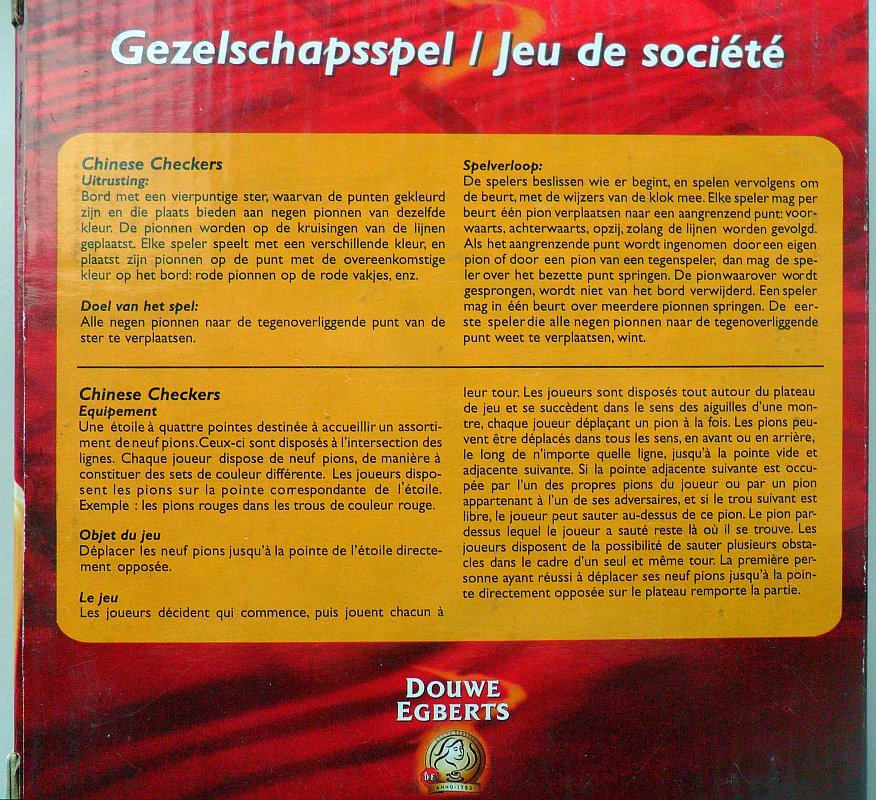 Gezelschapsspel / Jeu de société
Chinese Checkers
Uitrusting:
Bord met een vierpuntige ster, waarvan de punten gekleurd
zijn en die plaats bieden aan negen pionnen van dezelfde
kleur. De pionnen worden op de kruisingen van de lijnen
geplaatst. Elke speler speelt met een verschillende kleur, en
plaatst zijn pionnen op de punt met de overeenkomstige
kleur op het bord: rode pionnen op de rode vakjes, enz.
Doel van het spel:
Alle negen pionnen naar de tegenoverliggende punt van de
ster te verplaatsen.
Spelverloop:
De spelers beslissen wie er begint, en spelen vervolgens om
de beurt, met de wijzers van de klok mee. Elke speler mag per
beurt één pion verplaatsen naar een aangrenzend punt: voor-
waarts, achterwaarts, opzij, zolang de lijnen worden gevolgd.
Als het aangrenzende punt wordt ingenomen door een eigen
pion of door een pion van een tegenspeler, dan mag de spe-
ler over het bezette punt springen. De pion waarover wordt
gesprongen, wordt niet van het bord verwijderd. Een speler
mag in één beurt over meerdere pionnen springen. De eer-
ste speler die alle negen pionnen naar de tegenoverliggende
punt weet te verplaatsen, wint.
Chinese Checkers
Equipement
Une étoile à quattre pointes destinée à accueillir un assorti-
ment de neuf pions. Ceux-ci sont disposés à l'intersection des
lignes. Chaque joueur dispose de neuf pions, de manière à
constituer des sets de couleur différente. Les joueurs dispo-
sent les pions sur la pointe correspondante de l'étoile.
Exemple : les pions rouges dans les trous de couleur rouge.
Objet du jeu
Déplacer les neuf pions jusqu'à la pointe de l'étoile directe-
ment opposée.
Le jeu
Les joueurs décident qui commence, puis jouent chacun à
leur tour. Les joueurs sont disposés tout autour du plateau
de jeu et se succèdent dans le sens des aiguilles d'une mon-
tre, chaque joueur déplaçant un pion à la fois. Les pions peu-
vent être déplacés dans tous les sens, en avant ou en arrière,
le long de n'importe quelle ligne, jusqu'à la pointe vide et
adjacente suivante. Si la pointe adjacente suivante est occu-
pée par l'un des propres pions du joueur ou par un pion
appartenant à l'un de ses adversaires, et si le trou suivant est
libre, le joueur peut sauter au-dessus de ce pion. Le pion par-
dessus lequel le joueur a sauté reste là où il se trouve. Les
joueurs disposent de la possibilité de sauter plusieurs obsta-
cles dans le cadre d'un seul et même tour. La première per-
sonne ayant réussi à déplacer ses neuf pions jusqu'à la poin-
te directement opposée sur le plateau remporte la partie.
DOUWE
EGBERTS
DE
ANNO · 1753